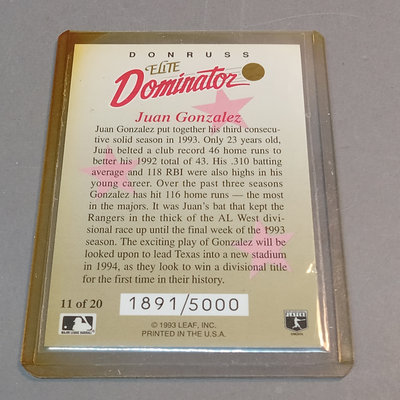 DONRUSS
ELITE
Dominator
Juan Gonzalez
Juan Gonzalez put together his third consecu-
tive solid season in 1993. Only 23 years old,
Juan belted a club record 46 home runs to
better his 1992 total of 43. His .310 batting
average and 118 RBI were also highs in his
young career. Over the past three seasons
Gonzalez has hit 116 home runs — the most
in the majors. It was Juan's bat that kept the
Rangers in the thick of the AL West divi-
sional race up until the final week of the 1993
season. The exciting play of Gonzalez will be
looked upon to lead Texas into a new stadium
in 1994, as they look to win a divisional title
for the first time in their history.
11 of 20
1891/5000
© 1993 LEAF, INC.
PRINTED IN THE U.S.A.